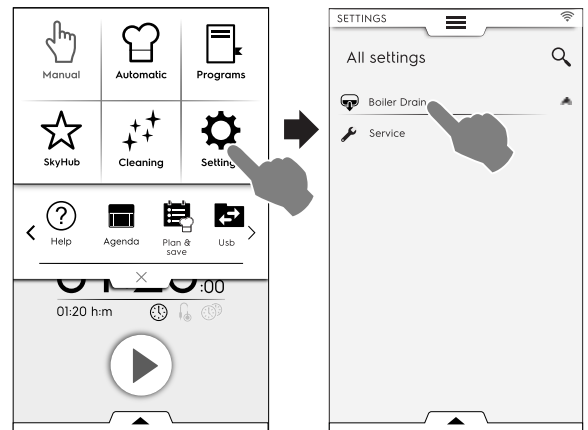 Manual Automatic Programs
SkyHub Cleaning Setting
Help Agenda Plan & save Usb
:00
01:20 h:m
SETTINGS
All settings
Boiler Drain
Service